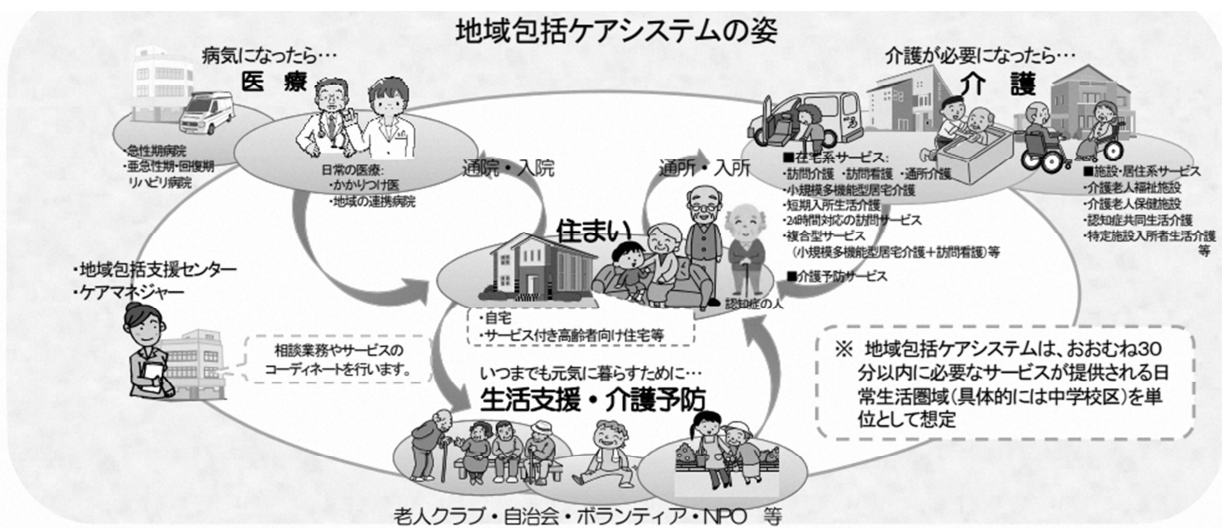 地域包括ケアシステムの姿
病気になったら…
医 療
・急性期病院
・亜急性期・回復期
リハビリ病院
日常の医療:
・かかりつけ医
・地域の連携病院
通院・入院
通所・入所
介護が必要になったら…
介 護
■在宅系サービス:
・訪問介護 ・訪問看護 ・通所介護
・小規模多機能型居宅介護
・短期入所生活介護
・24時間対応の訪問サービス
・複合型サービス
(小規模多機能型居宅介護+訪問看護)等
■介護予防サービス
■施設・居住系サービス
・介護老人福祉施設
・介護老人保健施設
・認知症共同生活介護
・特定施設入所者生活介護
等
住まい
認知症の人
・自宅
・サービス付き高齢者向け住宅等
・地域包括支援センター
・ケアマネジャー
相談業務やサービスの
コーディネートを行います。
いつまでも元気に暮らすために…
生活支援・介護予防
老人クラブ・自治会・ボランティア・NPO 等
※ 地域包括ケアシステムは、おおむね30
分以内に必要なサービスが提供される日
常生活圏域(具体的には中学校区)を単
位として想定